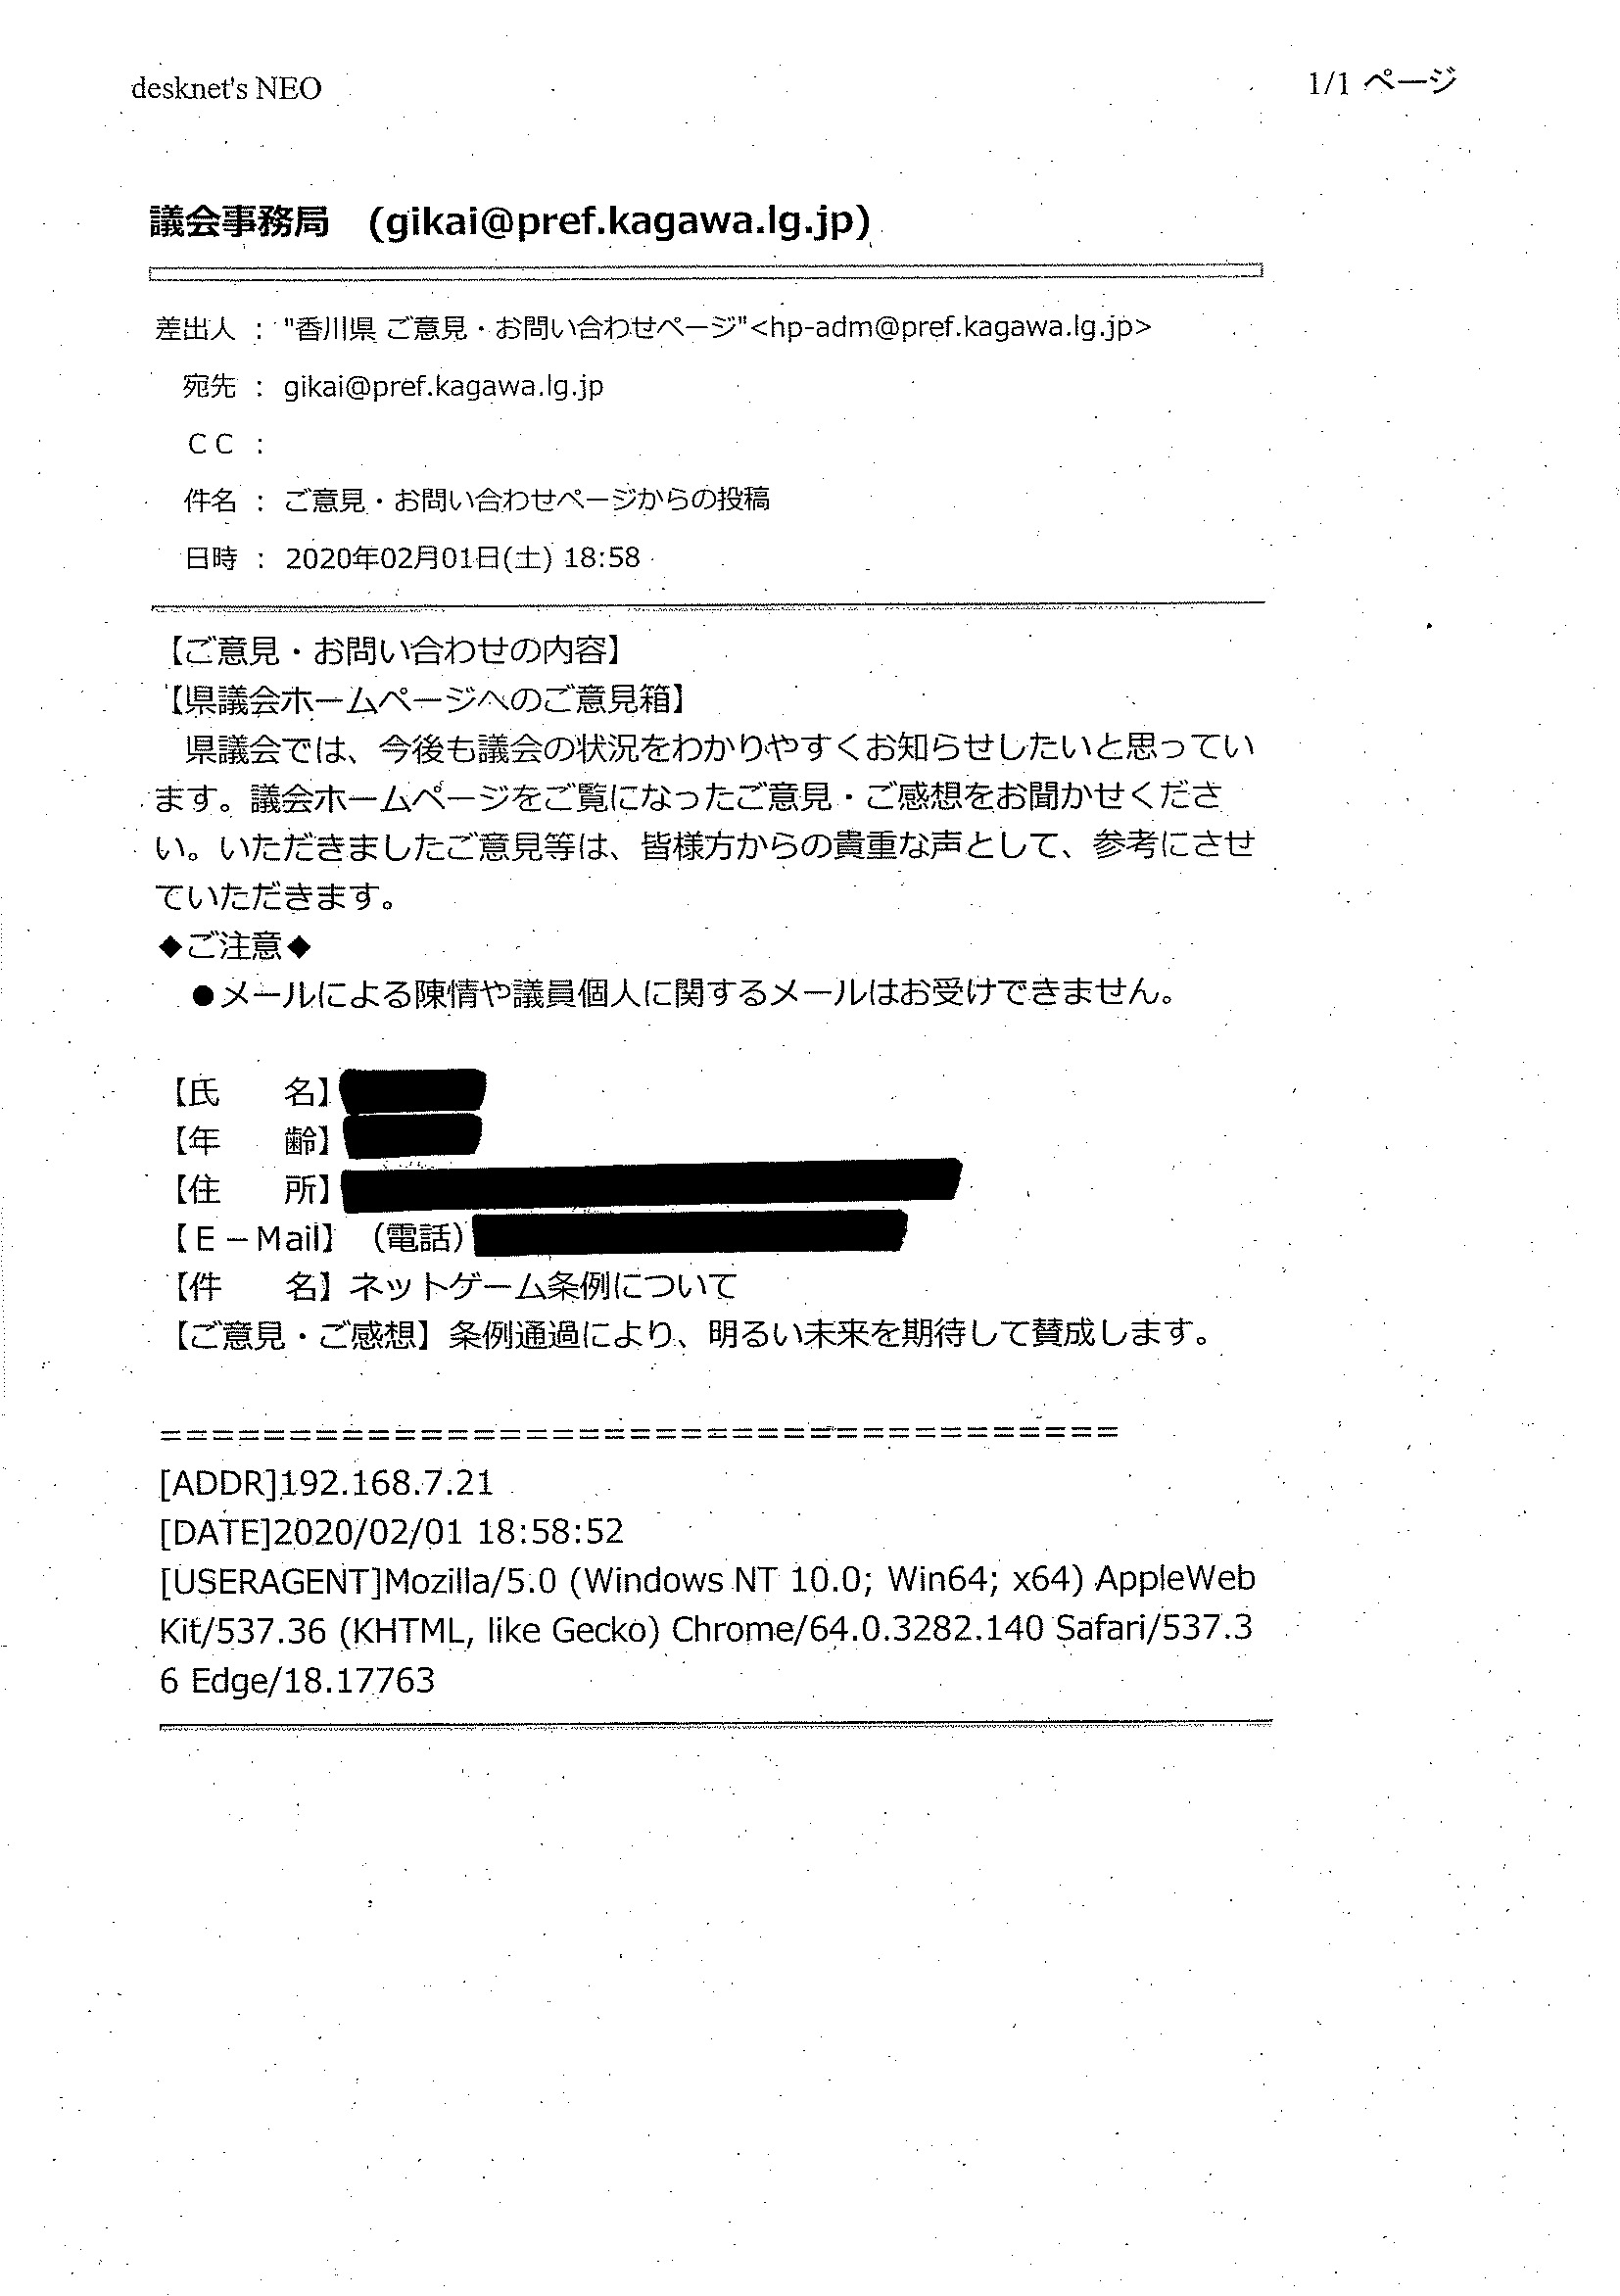 desknet's NEO
1/1 ページ
議会事務局　(gikai@pref.kagawa.lg.jp)
差出人 : "香川県 ご意見・お問い合わせページ"<hp-adm@pref.kagawa.lg.jp>
宛先 : gikai@pref.kagawa.lg.jp
ＣＣ :
件名 : ご意見・お問い合わせページからの投稿
日時 : 2020年02月01日(土) 18:58
【ご意見・お問い合わせの内容】
【県議会ホームページへのご意見箱】
　県議会では、今後も議会の状況をわかりやすくお知らせしたいと思ってい
ます。議会ホームページをご覧になったご意見・ご感想をお聞かせくださ
い。いただきましたご意見等は、皆様方からの貴重な声として、参考にさせ
ていただきます。
◆ご注意◆
　●メールによる陳情や議員個人に関するメールはお受けできません。
【氏　　名】
【年　　齢】
【住　　所】
【Ｅ－Mail】（電話）
【件　　名】ネットゲーム条例について
【ご意見・ご感想】条例通過により、明るい未来を期待して賛成します。
=====================================
[ADDR]192.168.7.21
[DATE]2020/02/01 18:58:52
[USERAGENT]Mozilla/5.0 (Windows NT 10.0; Win64; x64) AppleWeb
Kit/537.36 (KHTML, like Gecko) Chrome/64.0.3282.140 Safari/537.3
6 Edge/18.17763